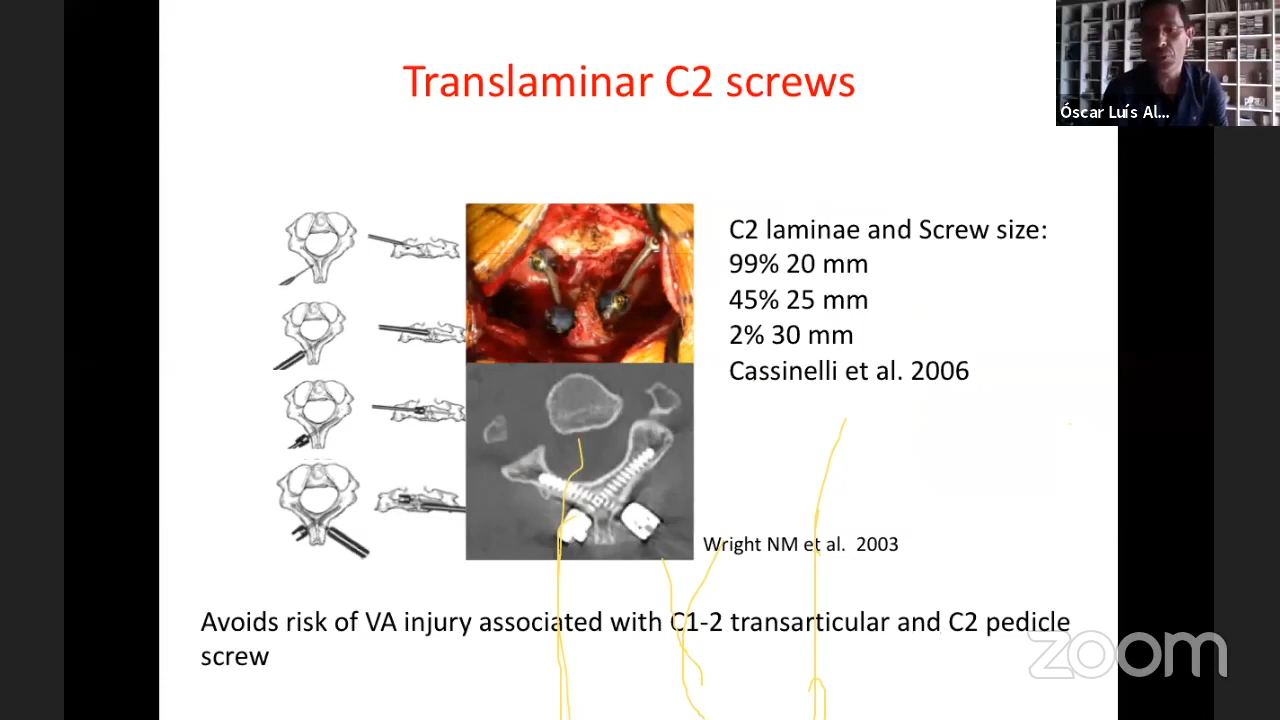 Translaminar C2 screws
Óscar Luís Al...
C2 laminae and Screw size:
99% 20 mm
45% 25 mm
2% 30 mm
Cassinelli et al. 2006
Wright NM et al.  2003
Avoids risk of VA injury associated with C1-2 transarticular and C2 pedicle
screw
zoom